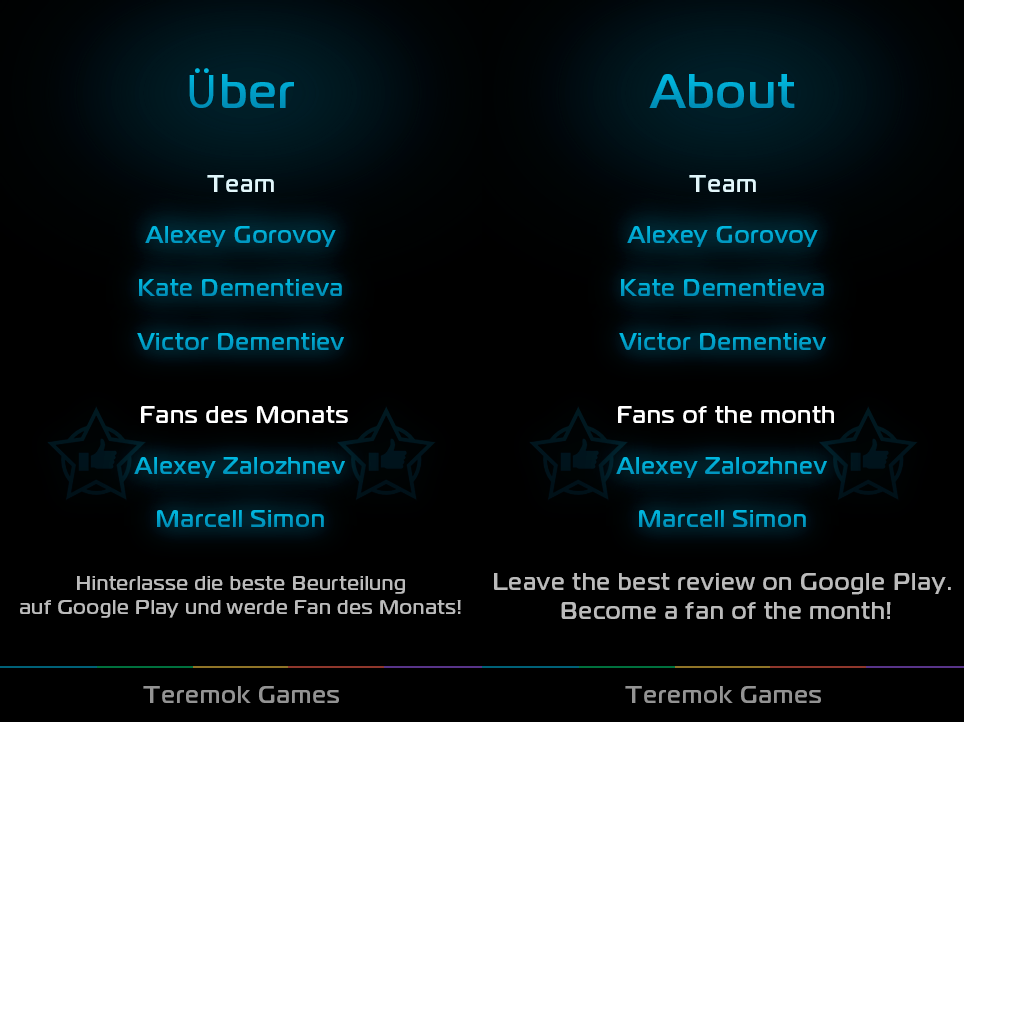 Über
Team
Alexey Gorovoy
Kate Dementieva
Victor Dementiev
Fans des Monats
Alexey Zalozhnev
Marcell Simon
Hinterlasse die beste Beurteilung
auf Google Play und werde Fan des Monats!
Teremok Games
About
Team
Alexey Gorovoy
Kate Dementieva
Victor Dementiev
Fans of the month
Alexey Zalozhnev
Marcell Simon
Leave the best review on Google Play.
Become a fan of the month!
Teremok Games